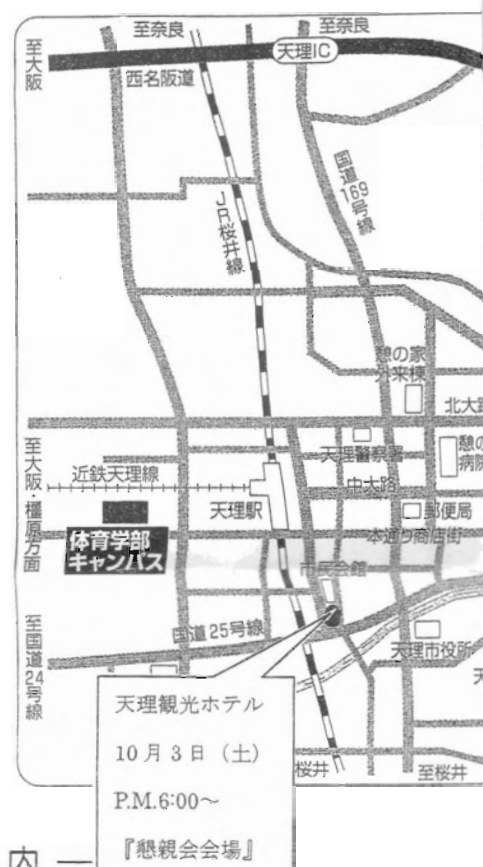 至奈良
至奈良
天理IC
至大阪
西名阪道
国道169号線
JR桜井線
憩の家
外来棟
北大路
憩の
病院
天理警察署
至大阪・橿原方面
近鉄天理線
中大路
天理駅
郵便局
本通り商店街
体育学部
キャンパス
市民会館
国道25号線
天理市役所
至国道24号線
天
天理観光ホテル
10月3日（土）
P.M.6:00～
『懇親会会場』
桜井
至桜井
内